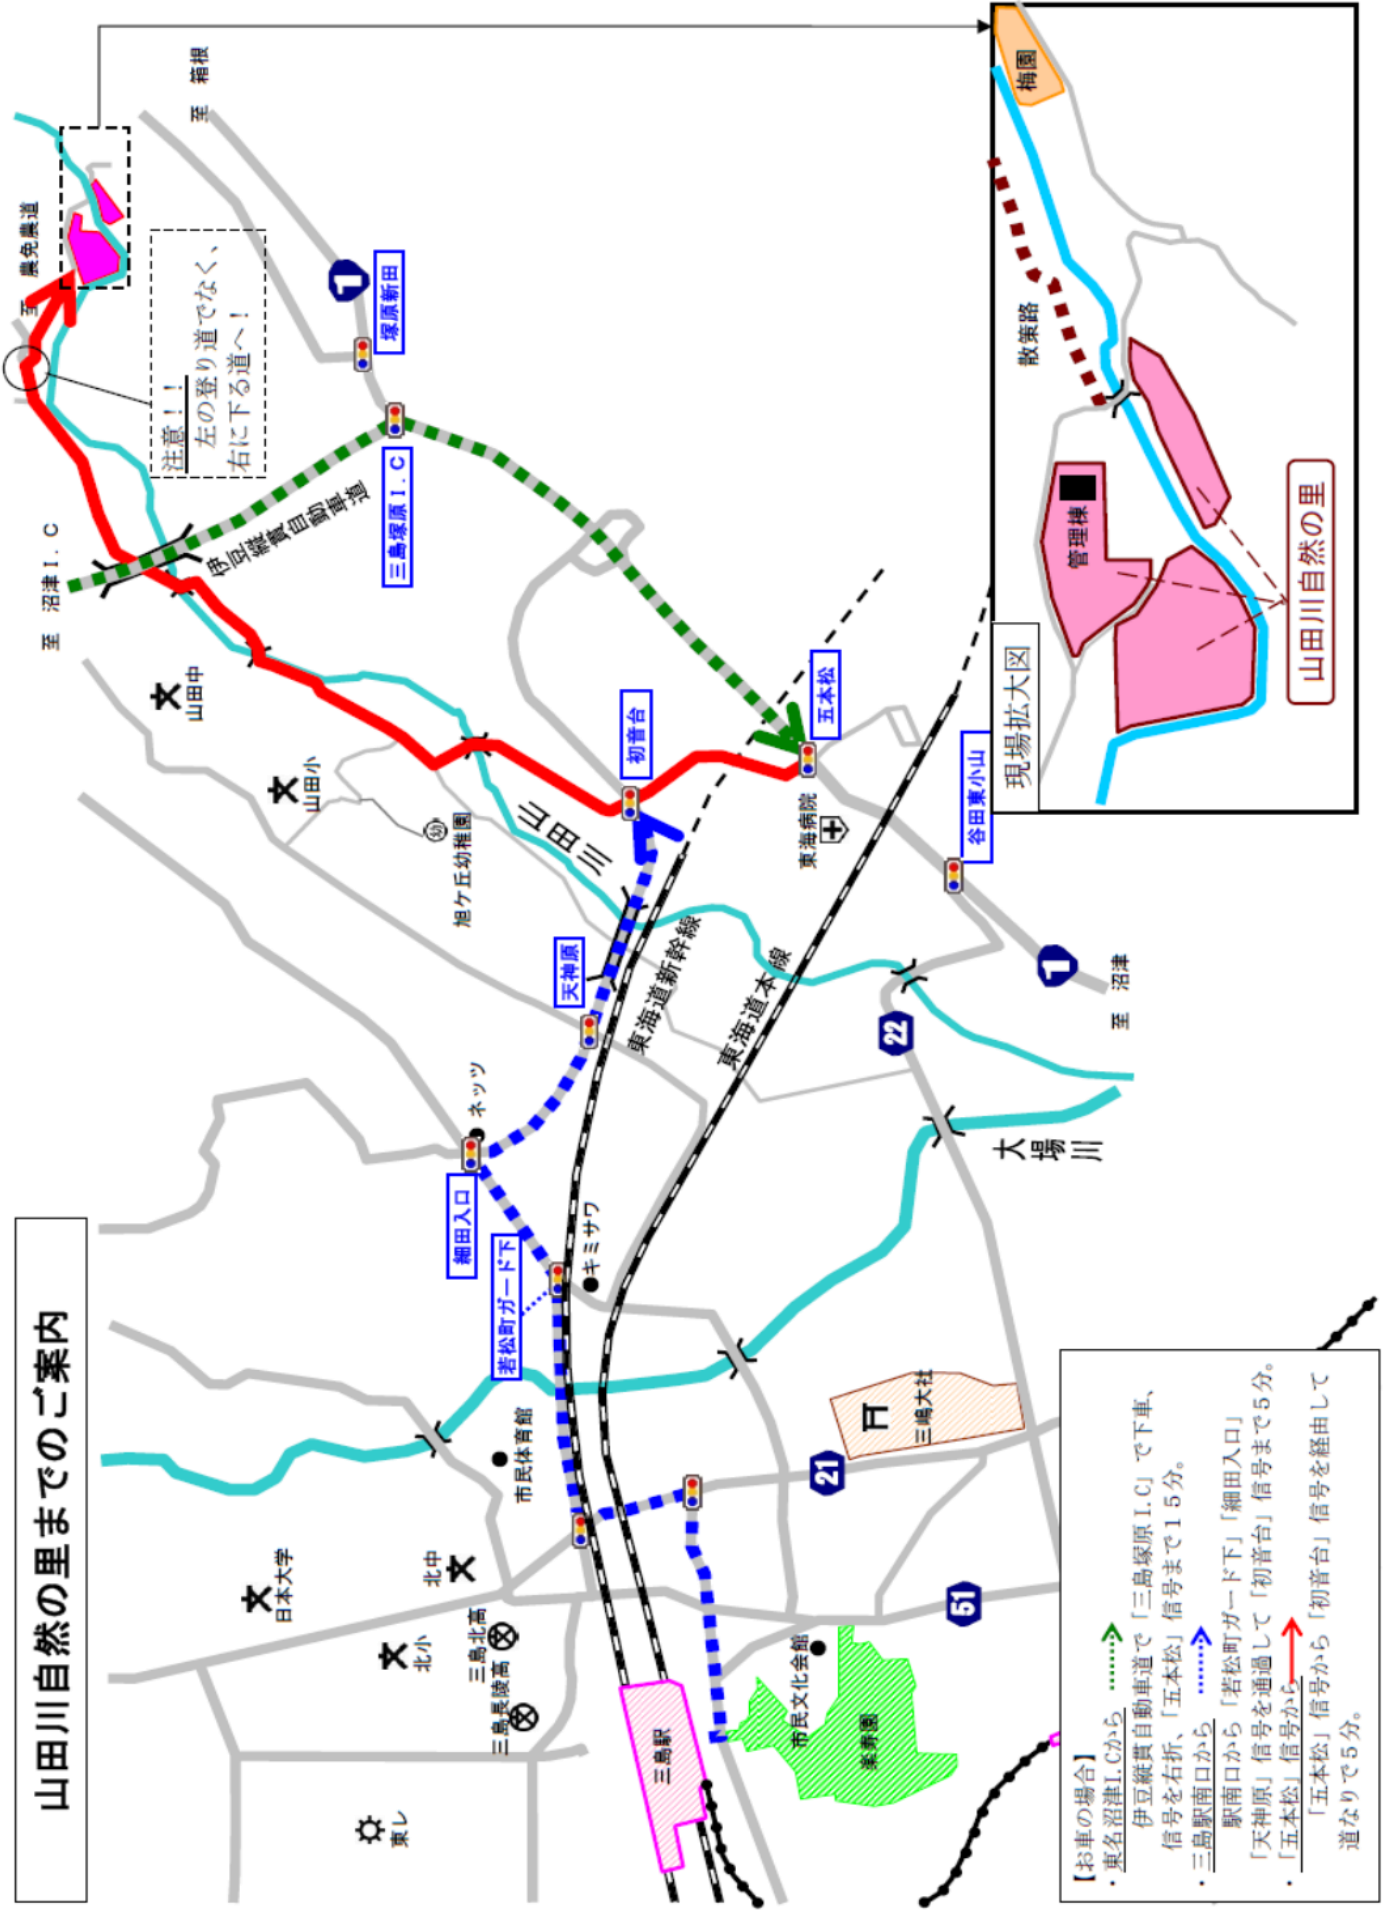 山田川自然の里までのご案内
至 沼津I.C
至 農免農道
至 箱根
注意!!
左の登り道でなく、
右に下る道へ!
伊豆縦貫自動車道
三島塚原I.C
塚原新田
1
山田中
山田小
旭ケ丘幼稚園
幼
山田川
初音台
五本松
東海病院
谷田東小山
天神原
東海道新幹線
東海道本線
ネッツ
細田入口
若松町ガード下
キミサワ
22
1
至 沼津
大場川
市民体育館
日本大学
北中
北小
三島北高
三島長陵高
東レ
三島駅
市民文化会館
楽寿園
三嶋大社
21
51
現場拡大図
梅園
散策路
管理棟
山田川自然の里
【お車の場合】
・東名沼津I.Cから
伊豆縦貫自動車道で「三島塚原I.C」で下車、
信号を右折、「五本松」信号まで15分。
・三島駅南口から
駅南口から「若松町ガード下」「細田入口」
「天神原」信号を通過して「初音台」信号まで5分。
・「五本松」信号から
「五本松」信号から「初音台」信号を経由して
道なりで5分。